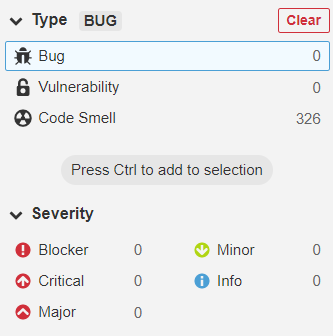 Type BUG Clear
Bug 0
Vulnerability 0
Code Smell 326
Press Ctrl to add to selection
Severity
Blocker 0 Minor 0
Critical 0 Info 0
Major 0